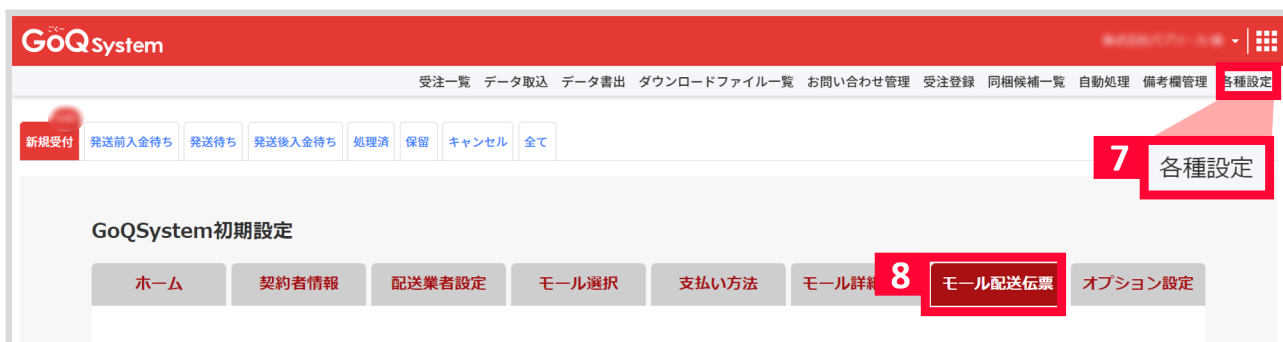 ごくー
GoQSystem
受注一覧 データ取込 データ書出 ダウンロードファイル一覧 お問い合わせ管理 受注登録 同梱候補一覧 自動処理 備考欄管理 各種設定
新規受付 発送前入金待ち 発送待ち 発送後入金待ち 処理済 保留 キャンセル 全て
7 各種設定
GoQSystem初期設定
ホーム 契約者情報 配送業者設定 モール選択 支払い方法 モール詳細 8 モール配送伝票 オプション設定